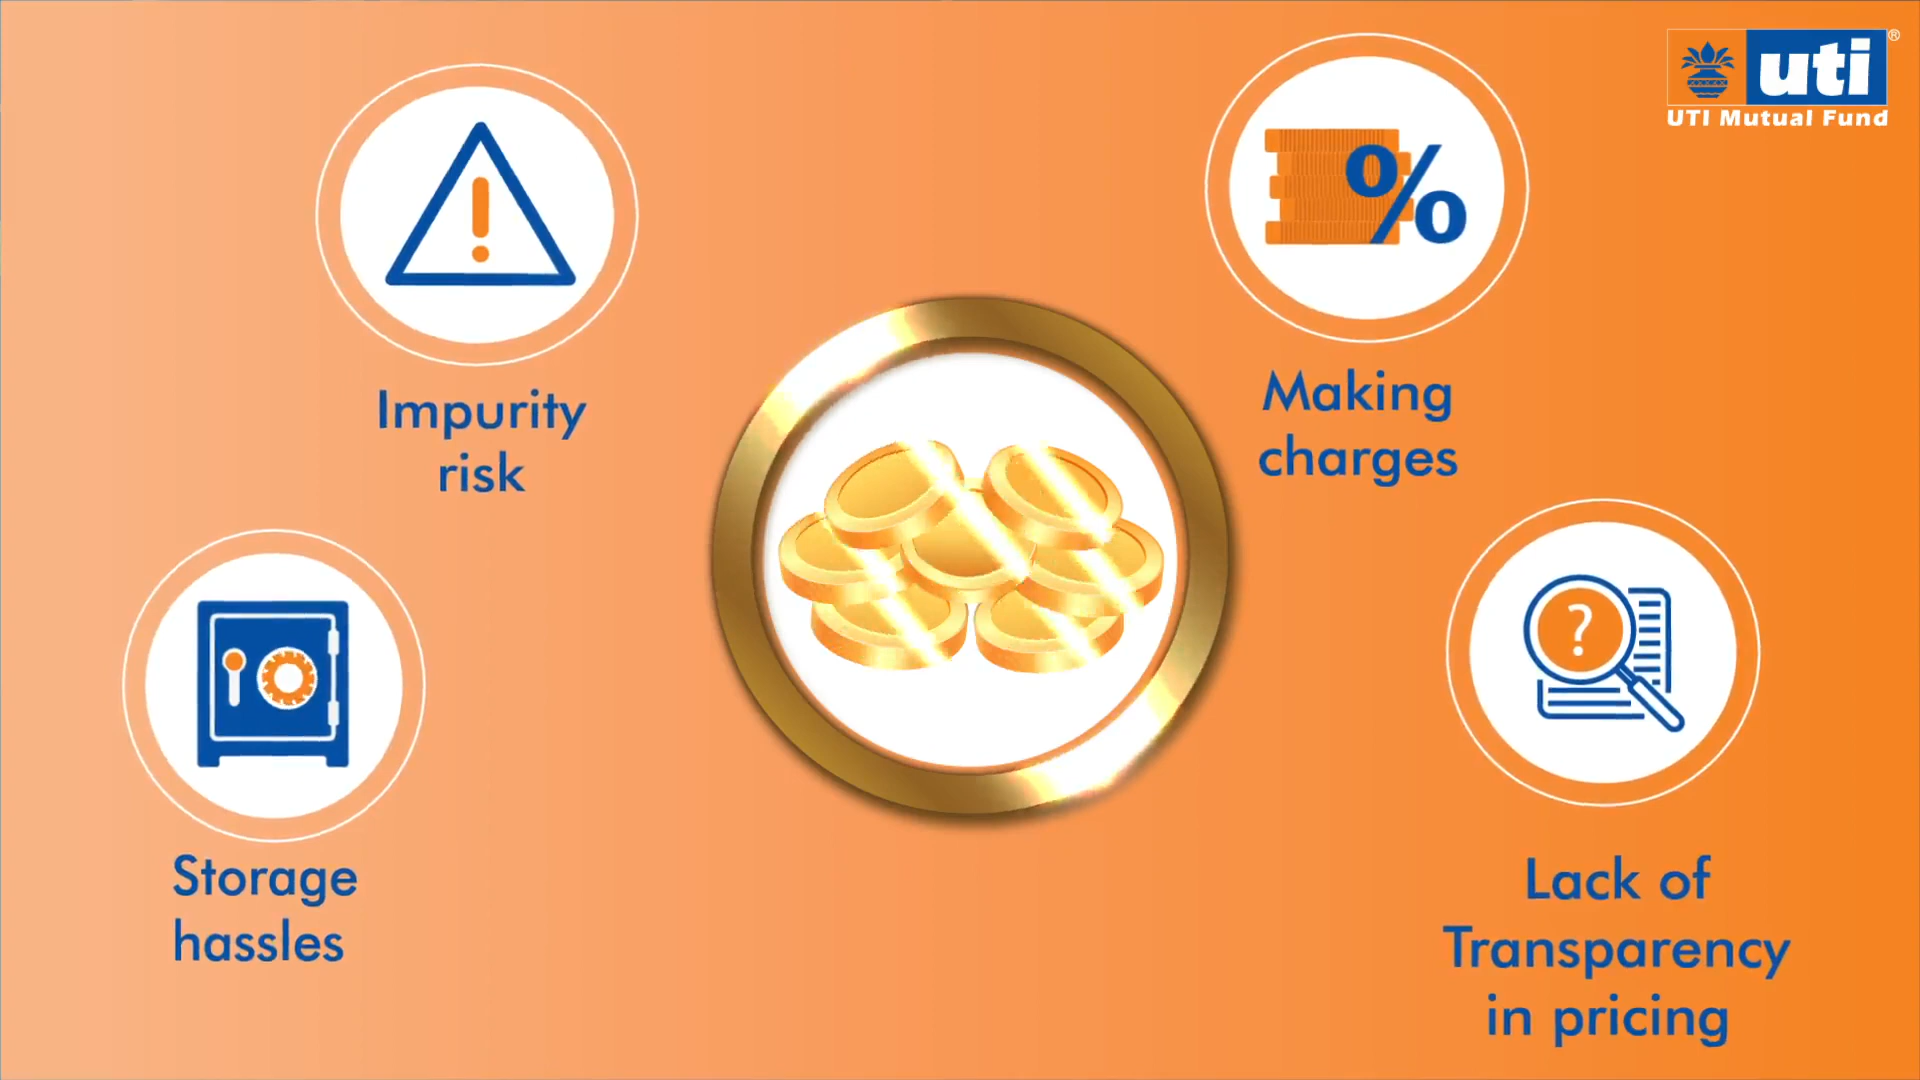 uti
®
UTI Mutual Fund
!
Impurity
risk
%
Making
charges
Storage
hassles
?
Lack of
Transparency
in pricing